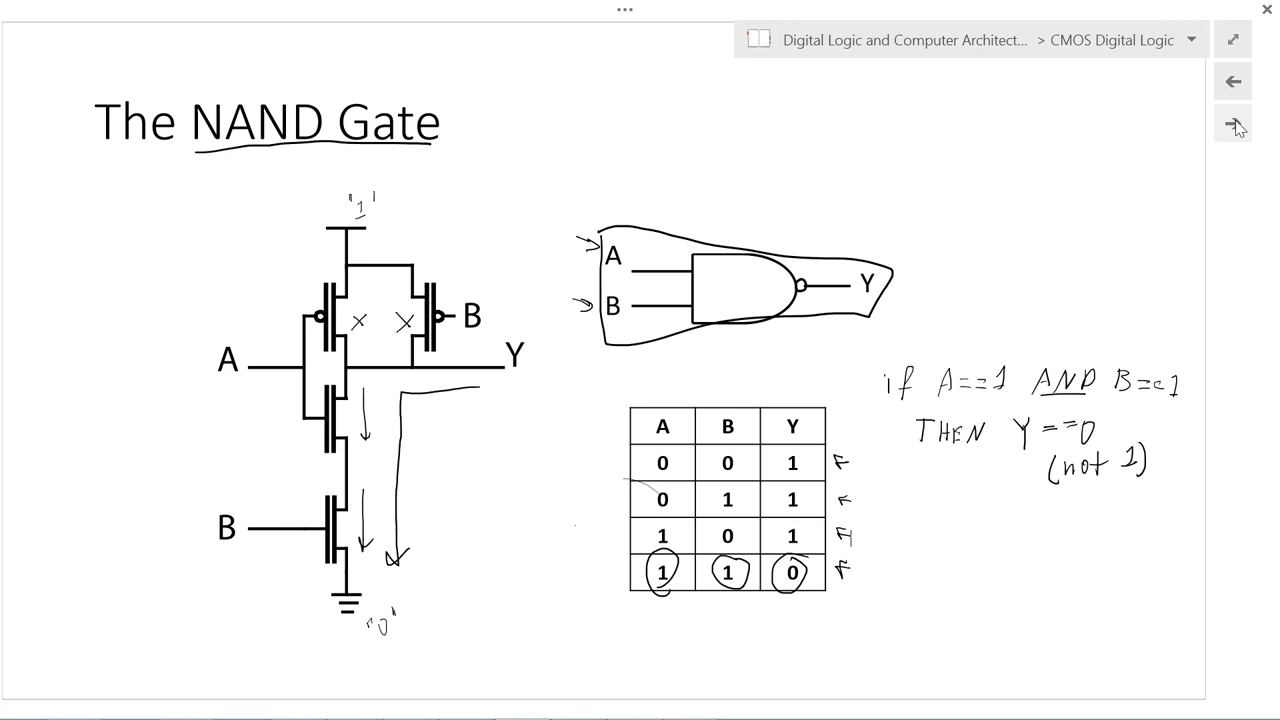 Digital Logic and Computer Architect... > CMOS Digital Logic
The NAND Gate
"1"
A
B
Y
B
"0"
A
B
Y
if A==1 AND B==1
THEN Y==0
(not 1)
A B Y
0 0 1
0 1 1
1 0 1
1 1 0